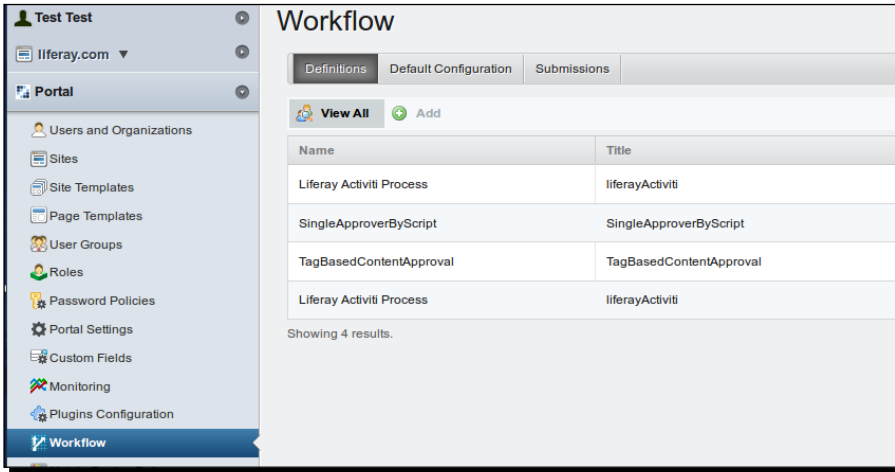 Test Test
liferay.com ▼
Portal
Users and Organizations
Sites
Site Templates
Page Templates
User Groups
Roles
Password Policies
Portal Settings
Custom Fields
Monitoring
Plugins Configuration
Workflow
Workflow
Definitions Default Configuration Submissions
View All Add
Name Title
Liferay Activiti Process liferayActiviti
SingleApproverByScript SingleApproverByScript
TagBasedContentApproval TagBasedContentApproval
Liferay Activiti Process liferayActiviti
Showing 4 results.